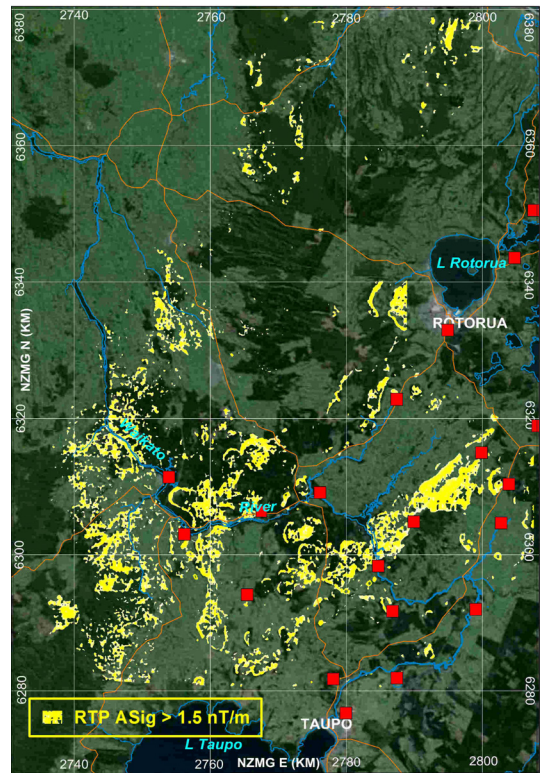 2740
2760
2780
2800
6380
6380
6360
6360
NZMG N (KM)
L Rotorua
6340
6340
ROTORUA
6320
6320
Waikato
River
6300
6300
6280
6280
RTP ASig > 1.5 nT/m
TAUPO
L Taupo
2740
2760
NZMG E (KM)
2780
2800